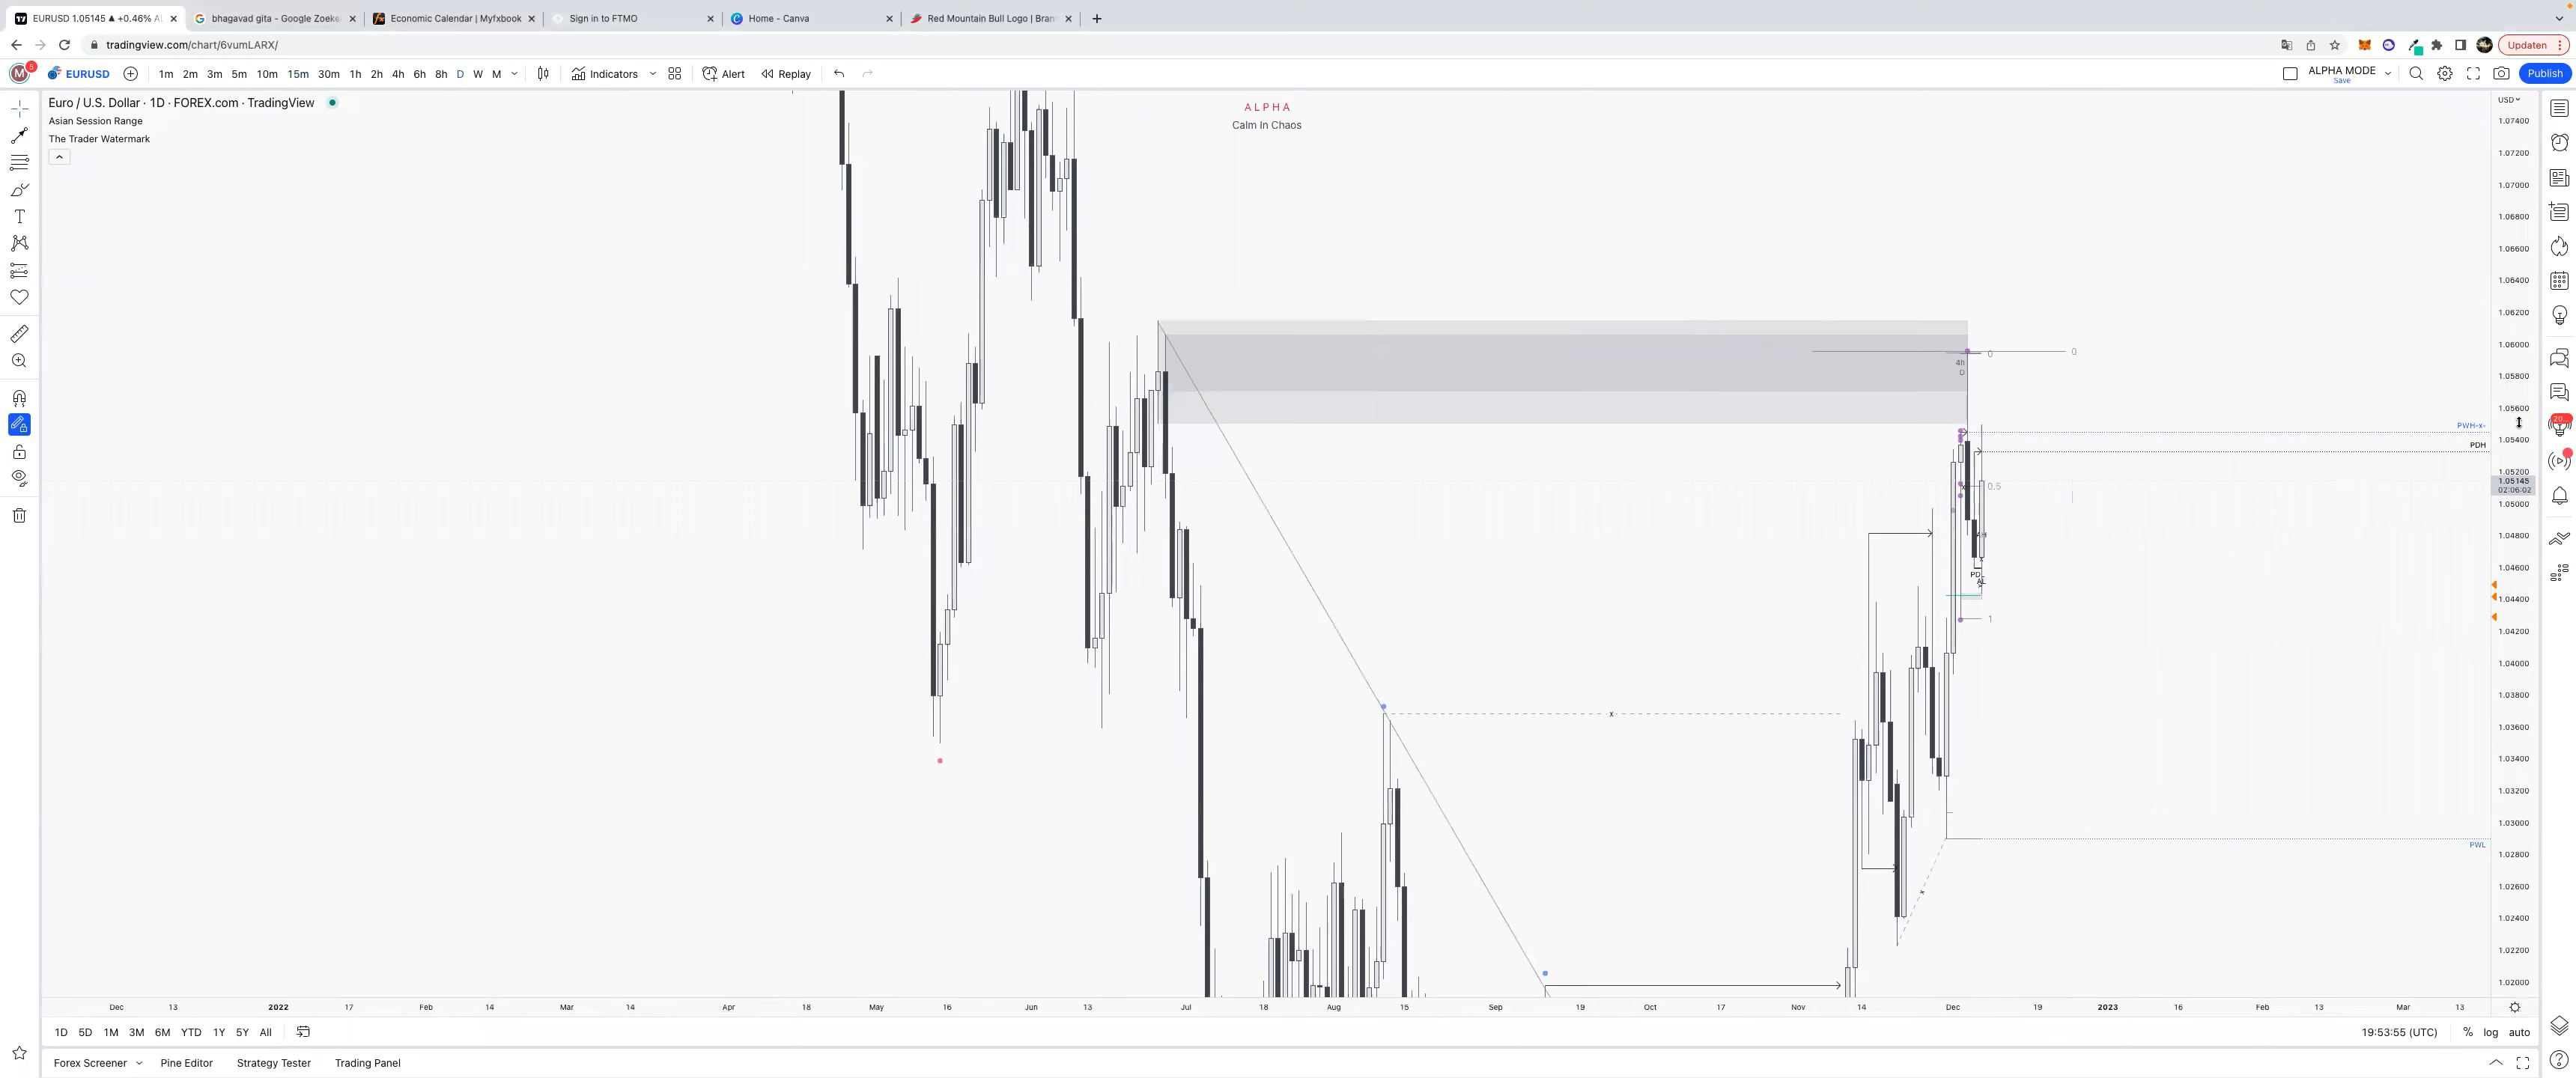 EURUSD 1.05145 ▲ +0.46% Al
bhagavad gita - Google Zoeke
Economic Calendar | Myfxbook
Sign in to FTMO
Home - Canva
Red Mountain Bull Logo | Bran
tradingview.com/chart/6vumLARX/
Updaten
M 5 EURUSD 1m 2m 3m 5m 10m 15m 30m 1h 2h 4h 6h 8h D W M Indicators Alert Replay ALPHA MODE Publish
Save
Euro / U.S. Dollar · 1D · FOREX.com · TradingView
Asian Session Range
The Trader Watermark
ALPHA
Calm In Chaos
USD
1.07400
1.07200
1.07000
1.06800
1.06600
1.06400
1.06200
1.06000
1.05800
1.05600
1.05400
1.05200
1.05145
02:06:02
1.05000
1.04800
1.04600
1.04400
1.04200
1.04000
1.03800
1.03600
1.03400
1.03200
1.03000
1.02800
1.02600
1.02400
1.02200
1.02000
0
0
4h
D
PWH-x-
PDH
0.5
AL
1
x
PWL
x
Dec 13 2022 17 Feb 14 Mar 14 Apr 18 May 16 Jun 13 Jul 18 Aug 15 Sep 19 Oct 17 Nov 14 Dec 19 2023 16 Feb 13 Mar 13
1D 5D 1M 3M 6M YTD 1Y 5Y All 19:53:55 (UTC) % log auto
Forex Screener Pine Editor Strategy Tester Trading Panel